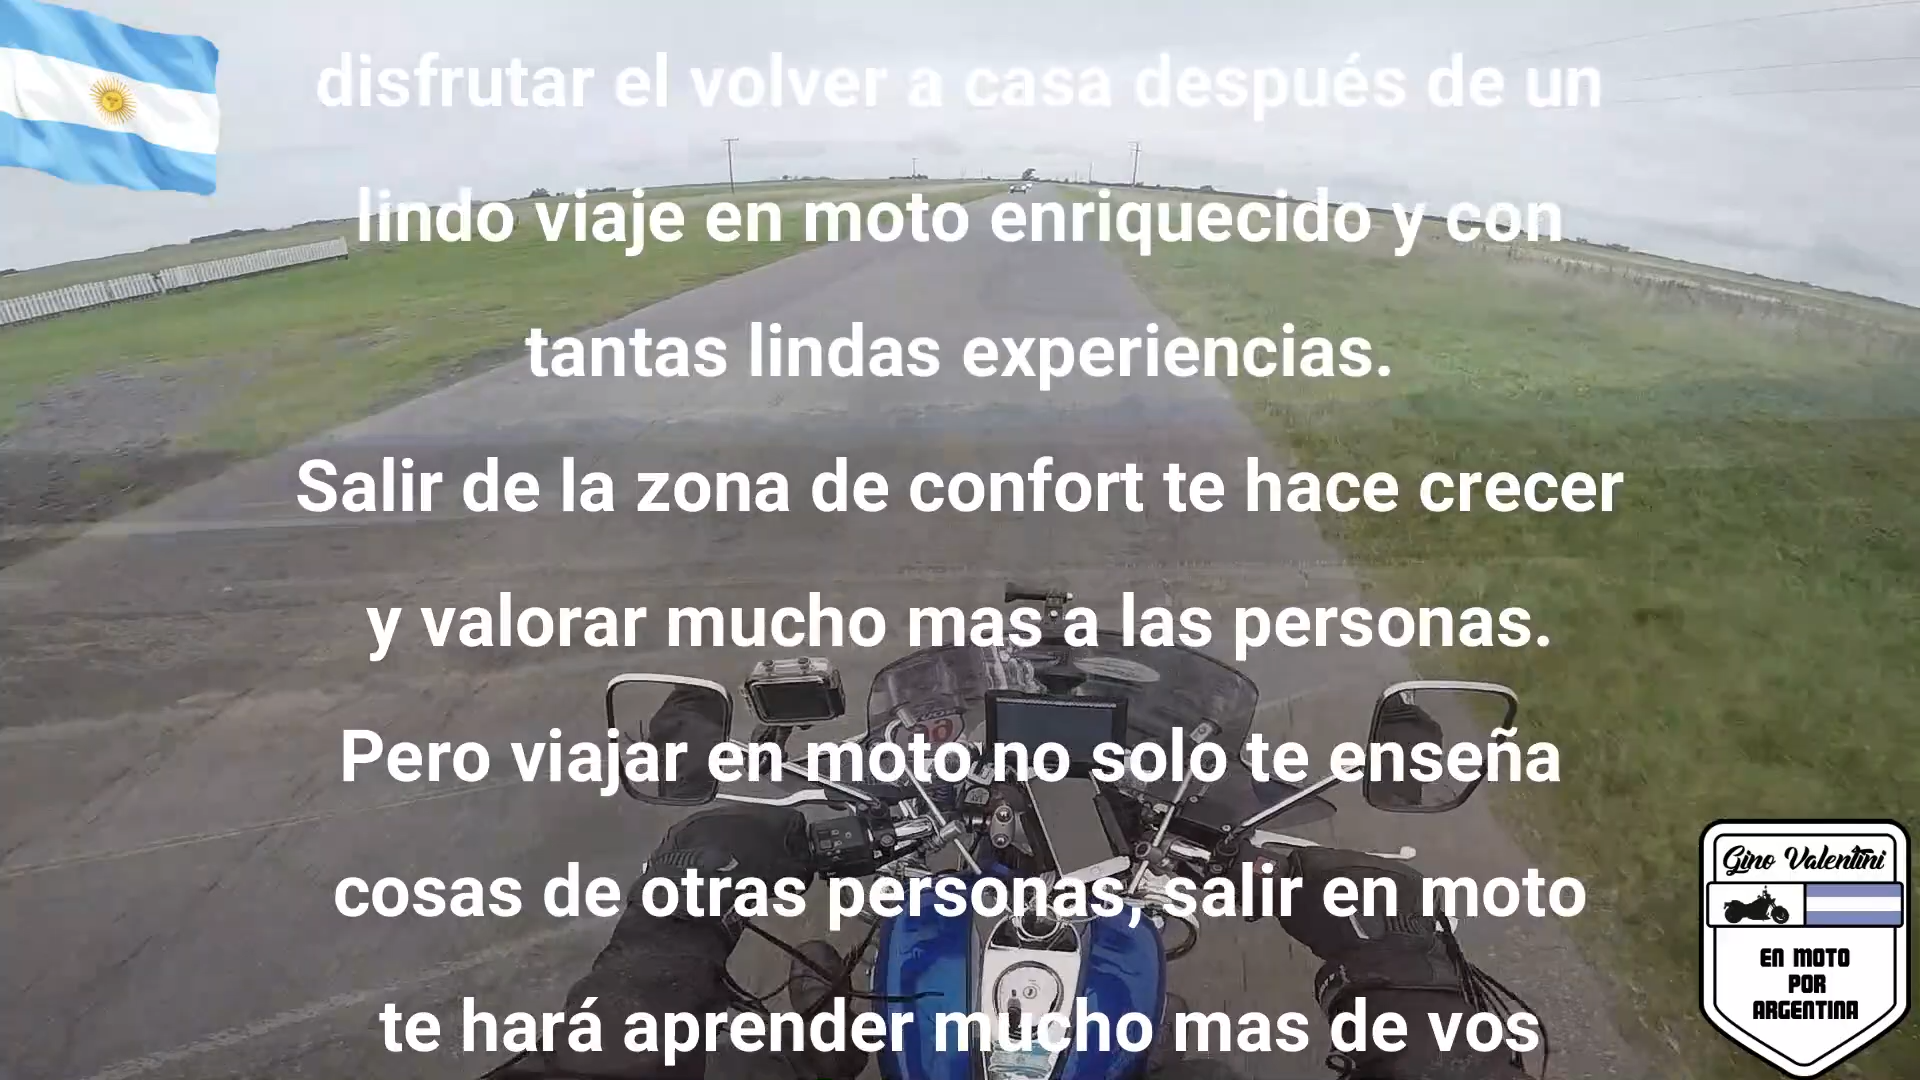 disfrutar el volver a casa después de un
lindo viaje en moto enriquecido y con
tantas lindas experiencias.
Salir de la zona de confort te hace crecer
y valorar mucho mas a las personas.
Pero viajar en moto no solo te enseña
cosas de otras personas, salir en moto
te hará aprender mucho mas de vos
Gino Valentini
EN MOTO
POR
ARGENTINA